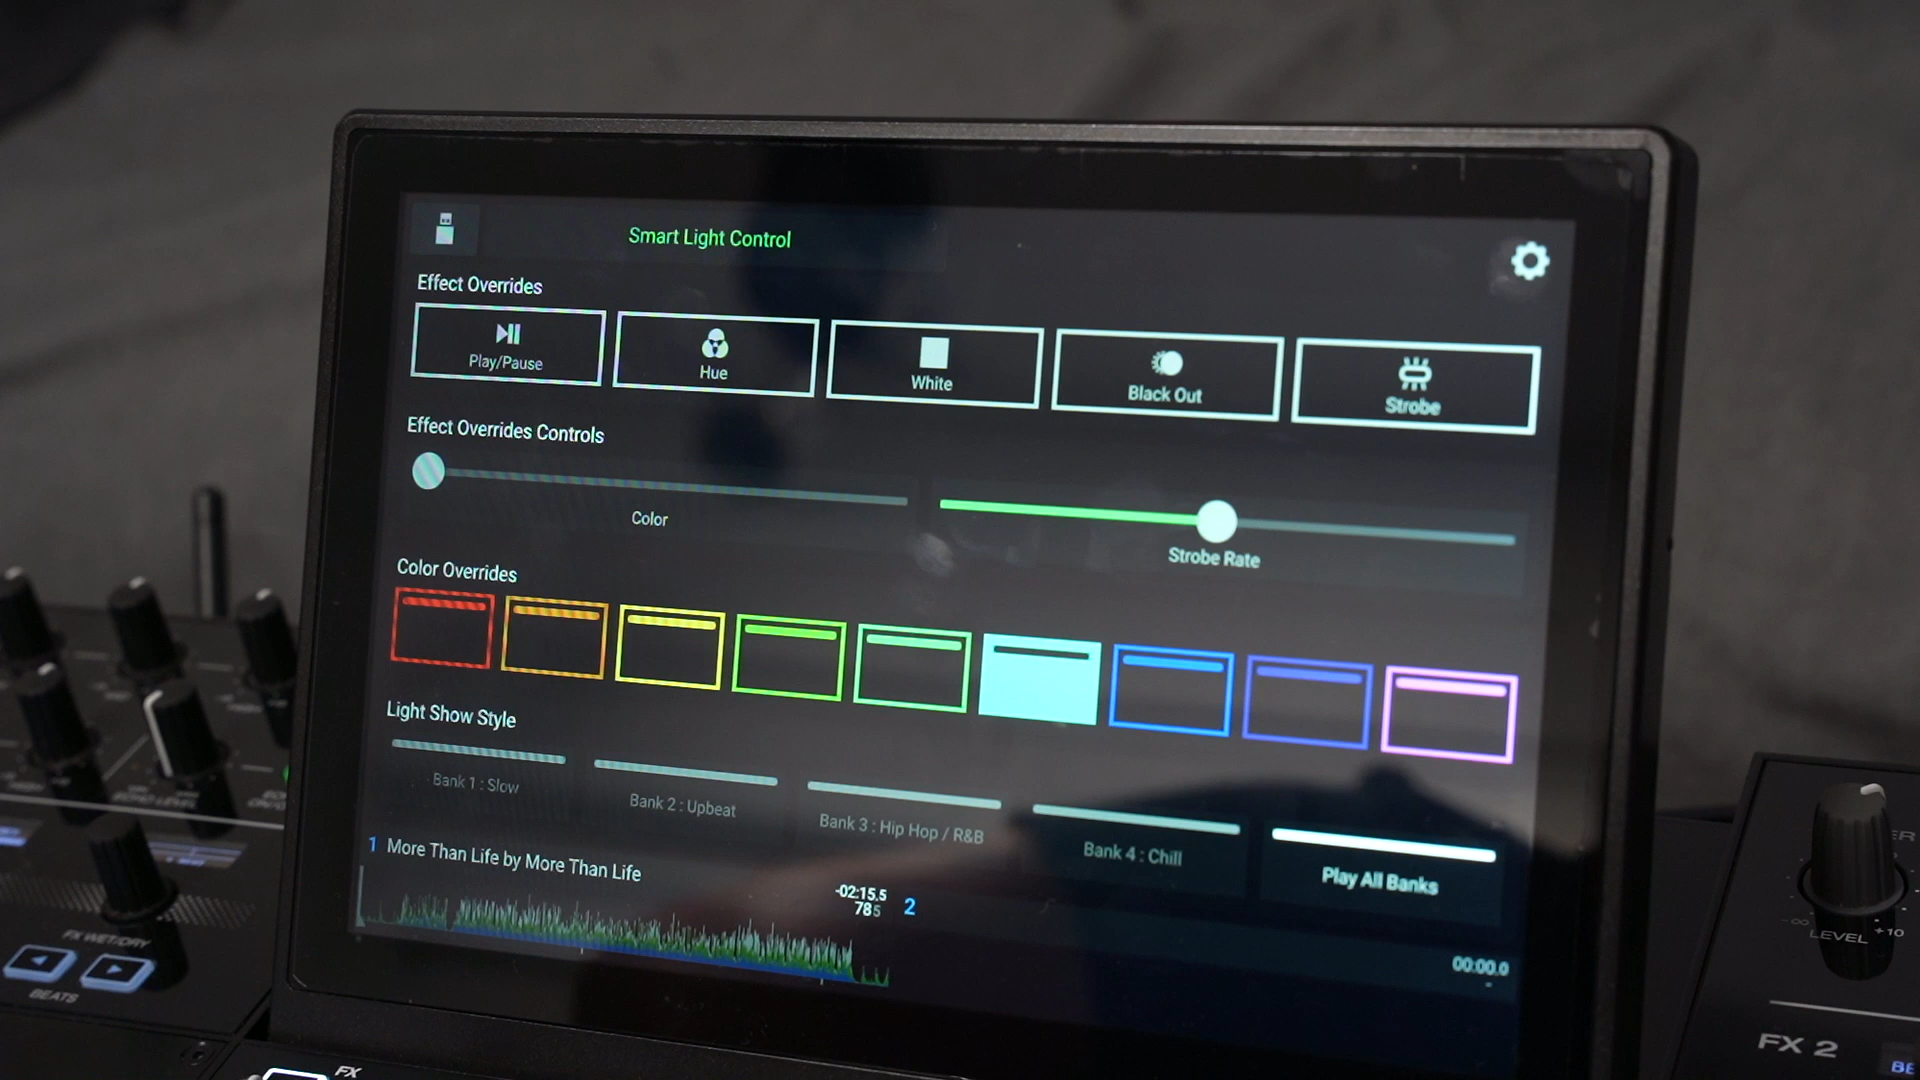 Smart Light Control
Effect Overrides
Play/Pause
Hue
White
Black Out
Strobe
Effect Overrides Controls
Color
Strobe Rate
Color Overrides
Light Show Style
Bank 1 : Slow
Bank 2 : Upbeat
Bank 3 : Hip Hop / R&B
Bank 4 : Chill
Play All Banks
1 More Than Life by More Than Life
-02:15.5
785
2
00:00.0
FX WET/DRY
BEATS
FX
-∞ LEVEL +10
FX 2